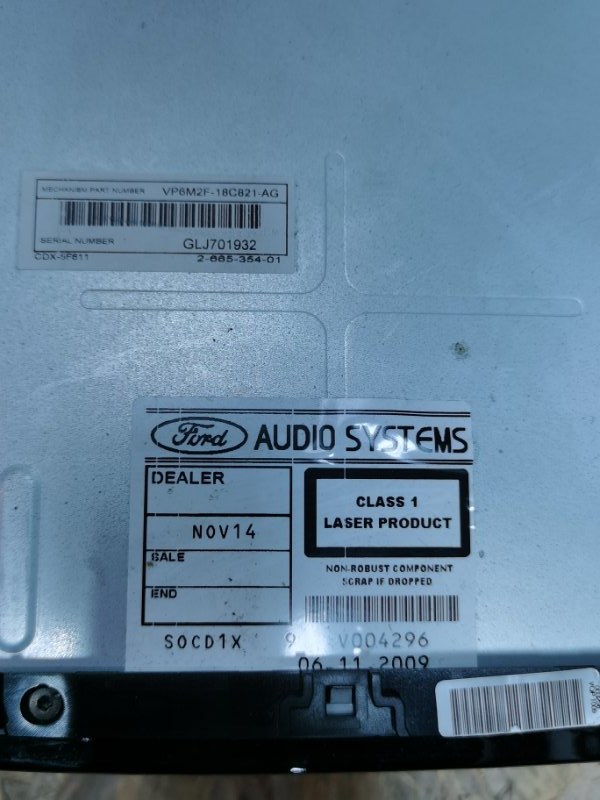 MECHANISM PART NUMBER VP6M2F-18C821-AG
SERIAL NUMBER GLJ701932
CDX-5F611 2-665-354-01
Ford AUDIO SYSTEMS
DEALER
NOV14
SALE
END
CLASS 1
LASER PRODUCT
NON-ROBUST COMPONENT
SCRAP IF DROPPED
SOCD1X 9 V004296
06-11-2009